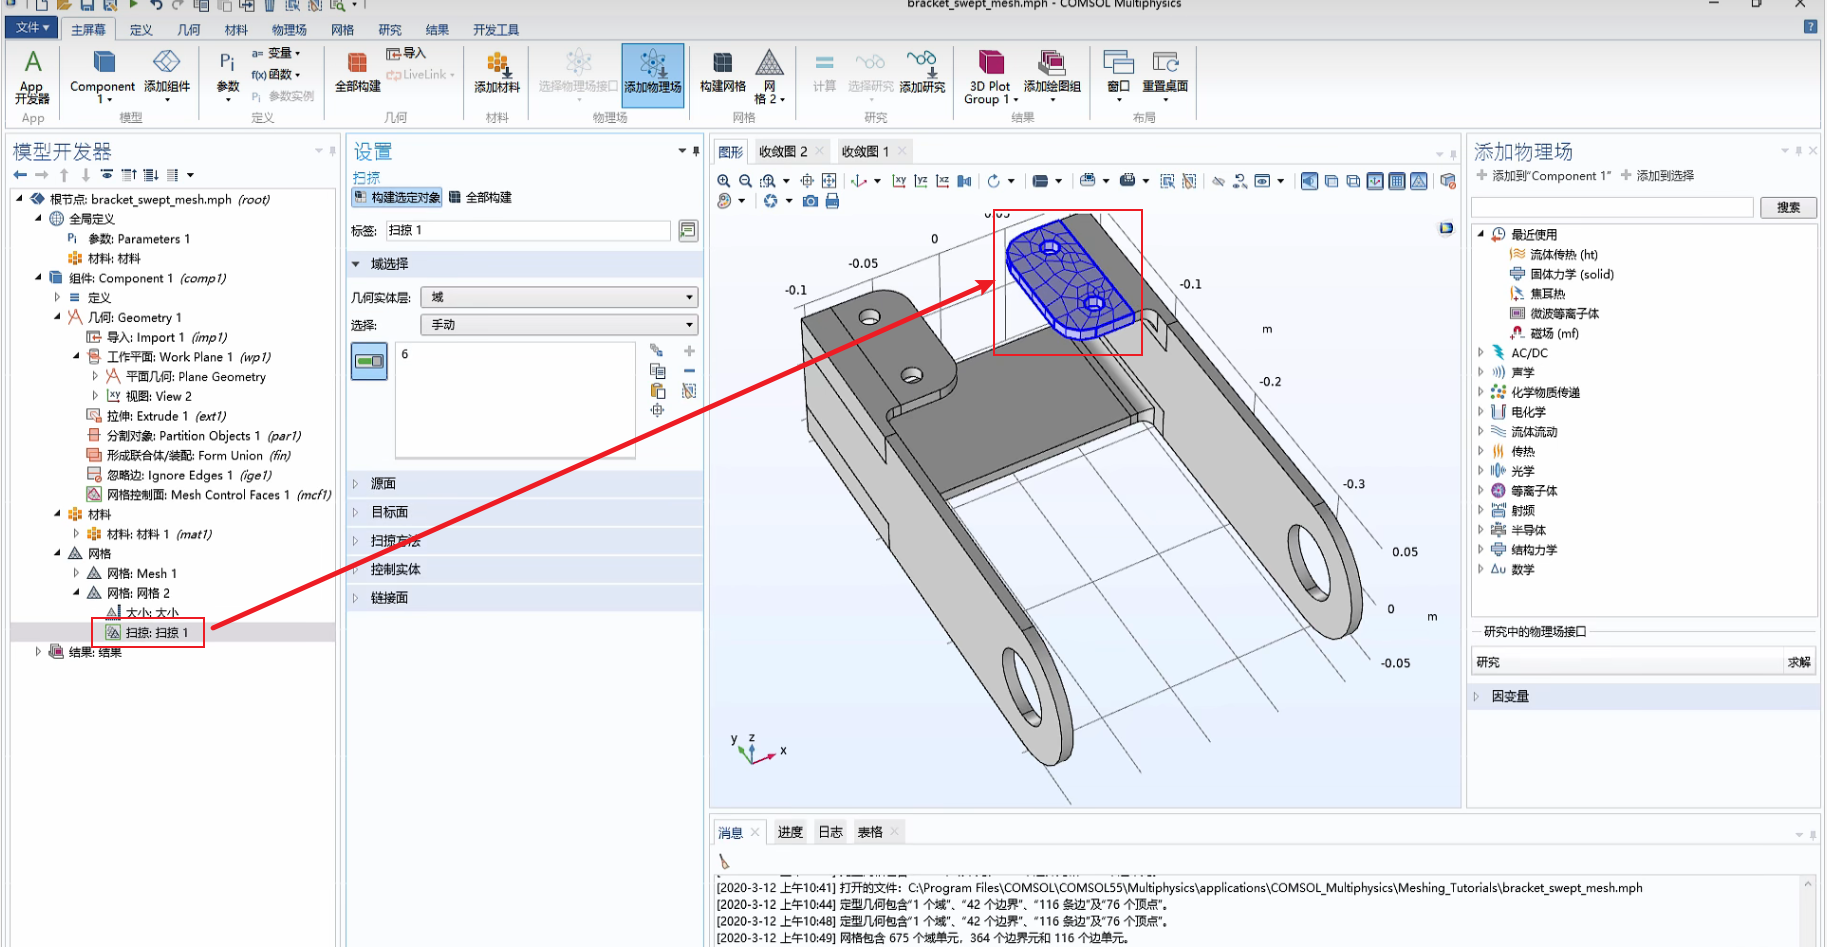 bracket_swept_mesh.mph - COMSOL Multiphysics
文件 主屏幕 定义 几何 材料 物理场 网格 研究 结果 开发工具
App 开发器
App
Component 1
添加组件
模型
Pi 参数
a= 变量
f(x) 函数
Pi 参数实例
定义
全部构建
导入
LiveLink
几何
添加材料
材料
选择物理场接口
添加物理场
物理场
构建网格
网格 2
网格
计算
选择研究
添加研究
研究
3D Plot Group 1
添加绘图组
结果
窗口
重置桌面
布局
模型开发器
根节点: bracket_swept_mesh.mph (root)
全局定义
Pi 参数: Parameters 1
材料: 材料
组件: Component 1 (comp1)
定义
几何: Geometry 1
导入: Import 1 (imp1)
工作平面: Work Plane 1 (wp1)
平面几何: Plane Geometry
xy 视图: View 2
拉伸: Extrude 1 (ext1)
分割对象: Partition Objects 1 (par1)
形成联合体/装配: Form Union (fin)
忽略边: Ignore Edges 1 (ige1)
网格控制面: Mesh Control Faces 1 (mcf1)
材料
材料: 材料 1 (mat1)
网格
网格: Mesh 1
网格: 网格 2
大小: 大小
扫掠: 扫掠 1
结果: 结果
设置
扫掠
构建选定对象 全部构建
标签: 扫掠 1
域选择
几何实体层: 域
选择: 手动
6
源面
目标面
扫掠方法
控制实体
链接面
图形 收敛图 2 收敛图 1
xy yz xz
0.05
0
-0.05
-0.1
-0.1
m
-0.2
-0.3
0.05
0
m
-0.05
y z x
消息 进度 日志 表格
[2020-3-12 上午10:41] 打开的文件: C:\Program Files\COMSOL\COMSOL55\Multiphysics\applications\COMSOL_Multiphysics\Meshing_Tutorials\bracket_swept_mesh.mph
[2020-3-12 上午10:44] 定型几何包含“1 个域”、“42 个边界”、“116 条边”及“76 个顶点”。
[2020-3-12 上午10:48] 定型几何包含“1 个域”、“42 个边界”、“116 条边”及“76 个顶点”。
[2020-3-12 上午10:49] 网格包含 675 个域单元, 364 个边界元和 116 个边单元。
添加物理场
添加到“Component 1” 添加到选择
搜索
最近使用
流体传热 (ht)
固体力学 (solid)
焦耳热
微波等离子体
磁场 (mf)
AC/DC
声学
化学物质传递
电化学
流体流动
传热
光学
等离子体
射频
半导体
结构力学
Δu 数学
研究中的物理场接口
研究 求解
因变量